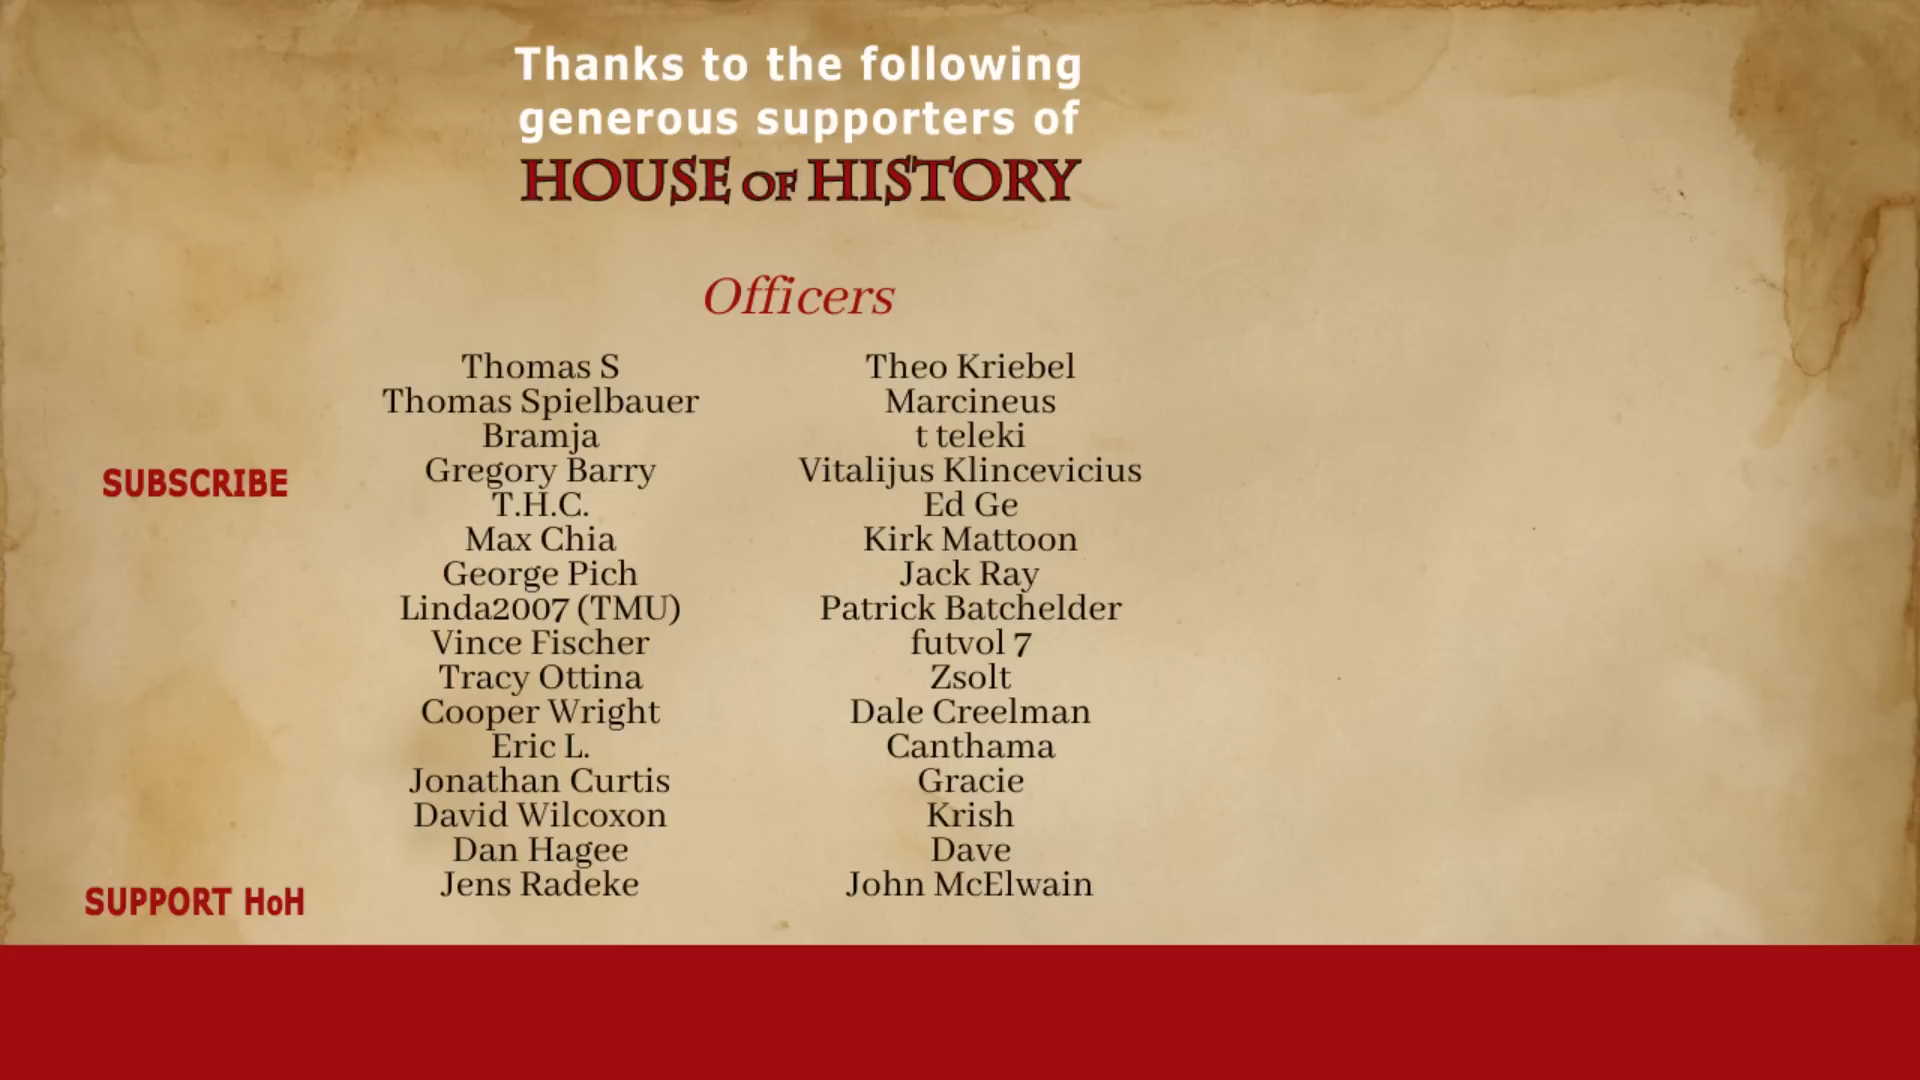 Thanks to the following
generous supporters of
HOUSE OF HISTORY
Officers
Thomas S
Thomas Spielbauer
Bramja
Gregory Barry
T.H.C.
Max Chia
George Pich
Linda2007 (TMU)
Vince Fischer
Tracy Ottina
Cooper Wright
Eric L.
Jonathan Curtis
David Wilcoxon
Dan Hagee
Jens Radeke
Theo Kriebel
Marcineus
t teleki
Vitalijus Klincevicius
Ed Ge
Kirk Mattoon
Jack Ray
Patrick Batchelder
futvol 7
Zsolt
Dale Creelman
Canthama
Gracie
Krish
Dave
John McElwain
SUBSCRIBE
SUPPORT HoH